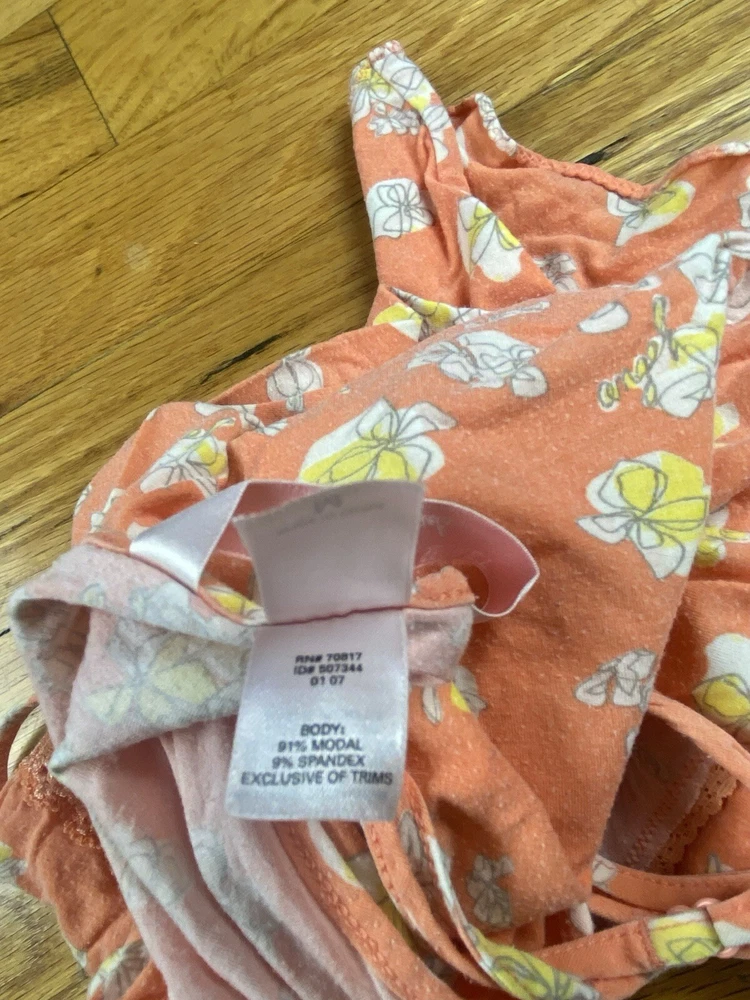 RN# 70817
ID# 507344
01 07
BODY:
91% MODAL
9% SPANDEX
EXCLUSIVE OF TRIMS